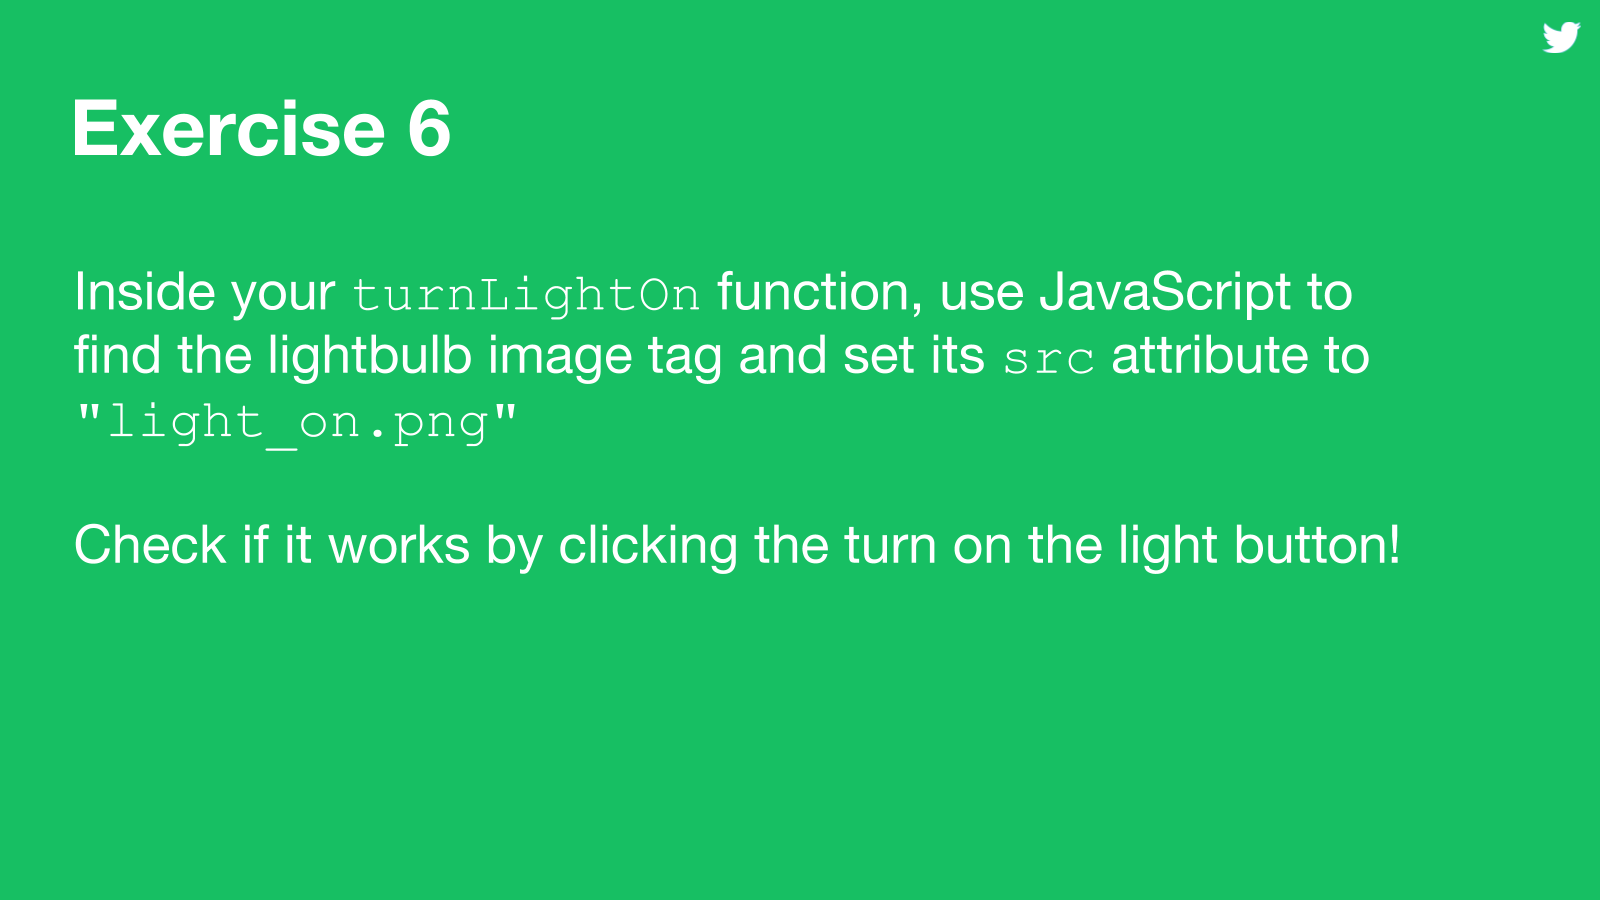 Exercise 6
Inside your turnLightOn function, use JavaScript to
find the lightbulb image tag and set its src attribute to
"light_on.png"
Check if it works by clicking the turn on the light button!